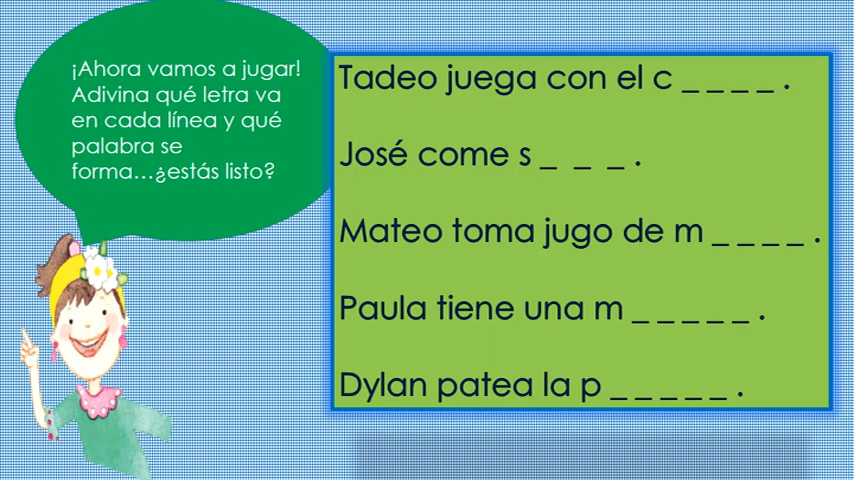 ¡Ahora vamos a jugar!
Adivina qué letra va
en cada línea y qué
palabra se
forma...¿estás listo?
Tadeo juega con el c _ _ _ _ .
José come s _ _ _ .
Mateo toma jugo de m _ _ _ _ .
Paula tiene una m _ _ _ _ _ .
Dylan patea la p _ _ _ _ _ .